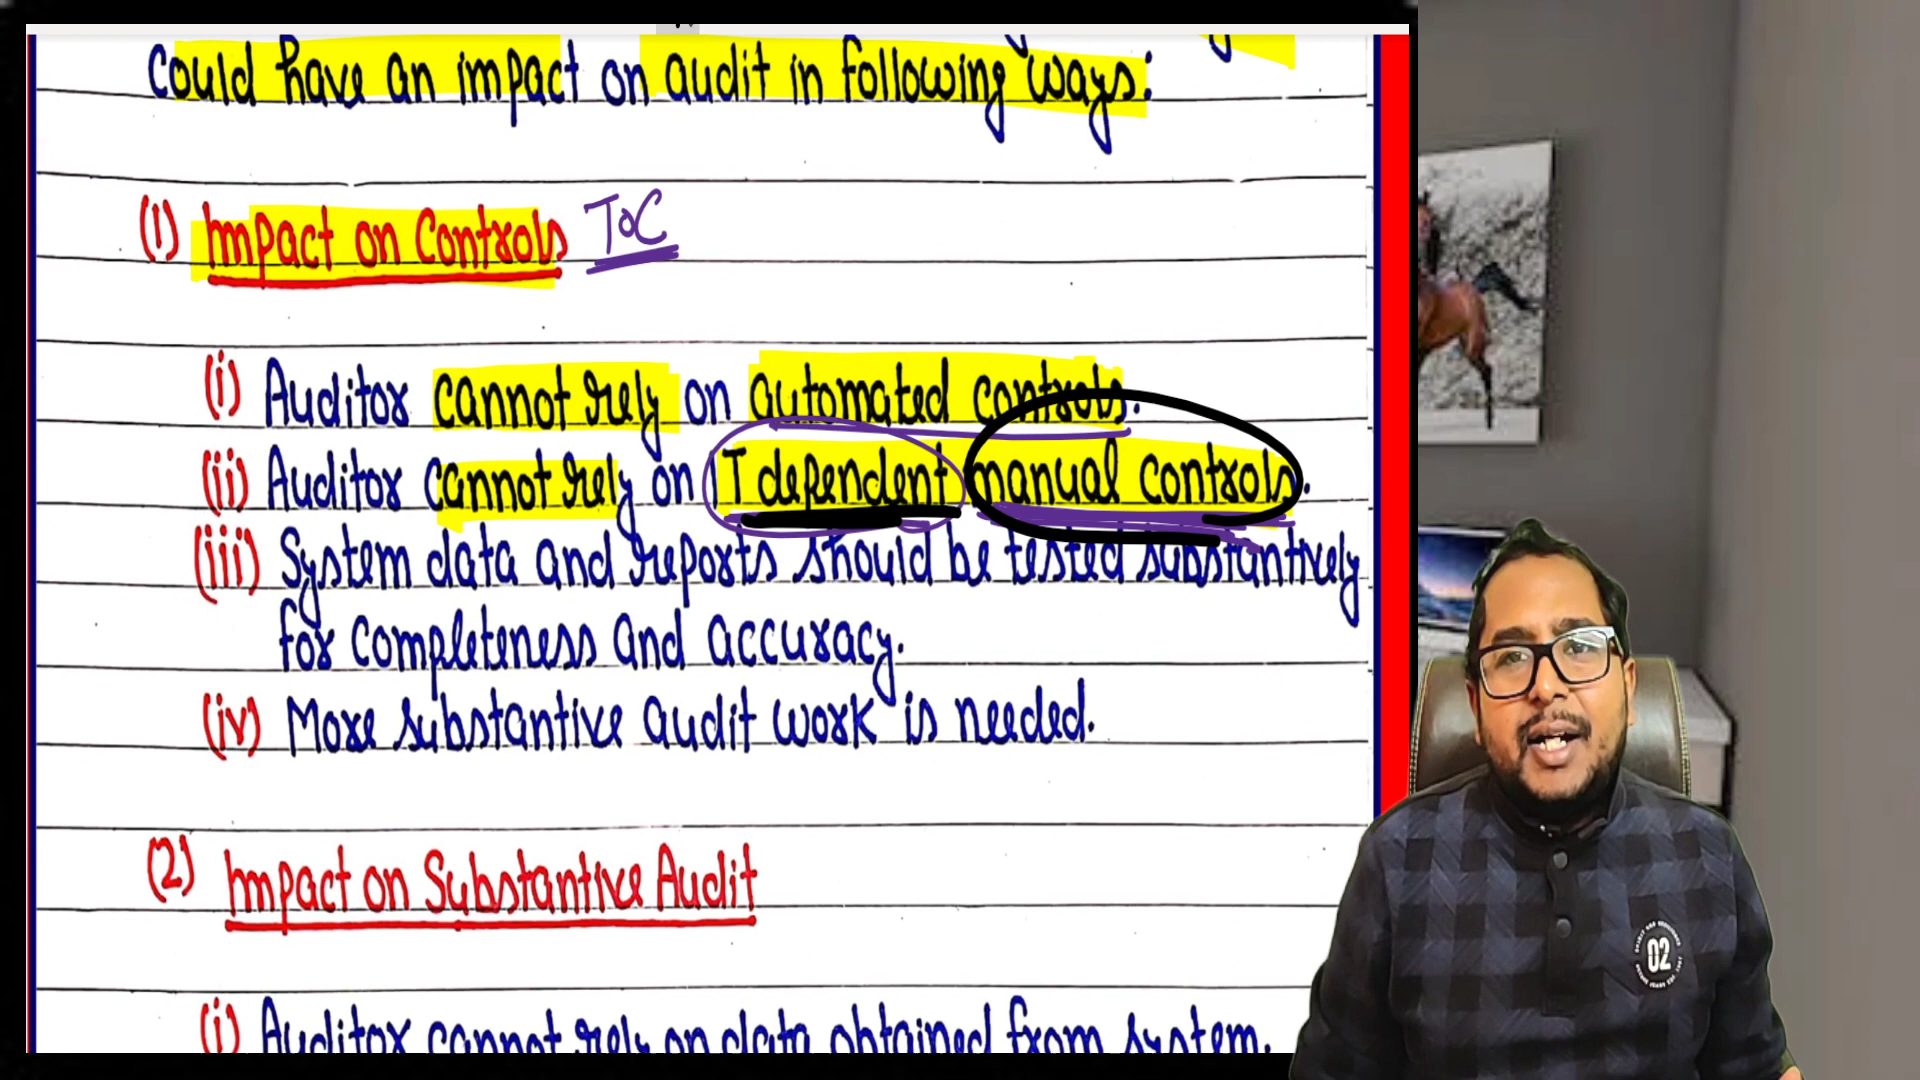 Could have an impact on audit in following ways:
(1) Impact on Controls ToC
(i) Auditor cannot rely on automated controls.
(ii) Auditor cannot rely on IT dependent manual controls.
(iii) System data and reports should be tested substantively
for completeness and accuracy.
(iv) More substantive audit work is needed.
(2) Impact on Substantive Audit
(i) Auditor cannot rely on data obtained from system.
02